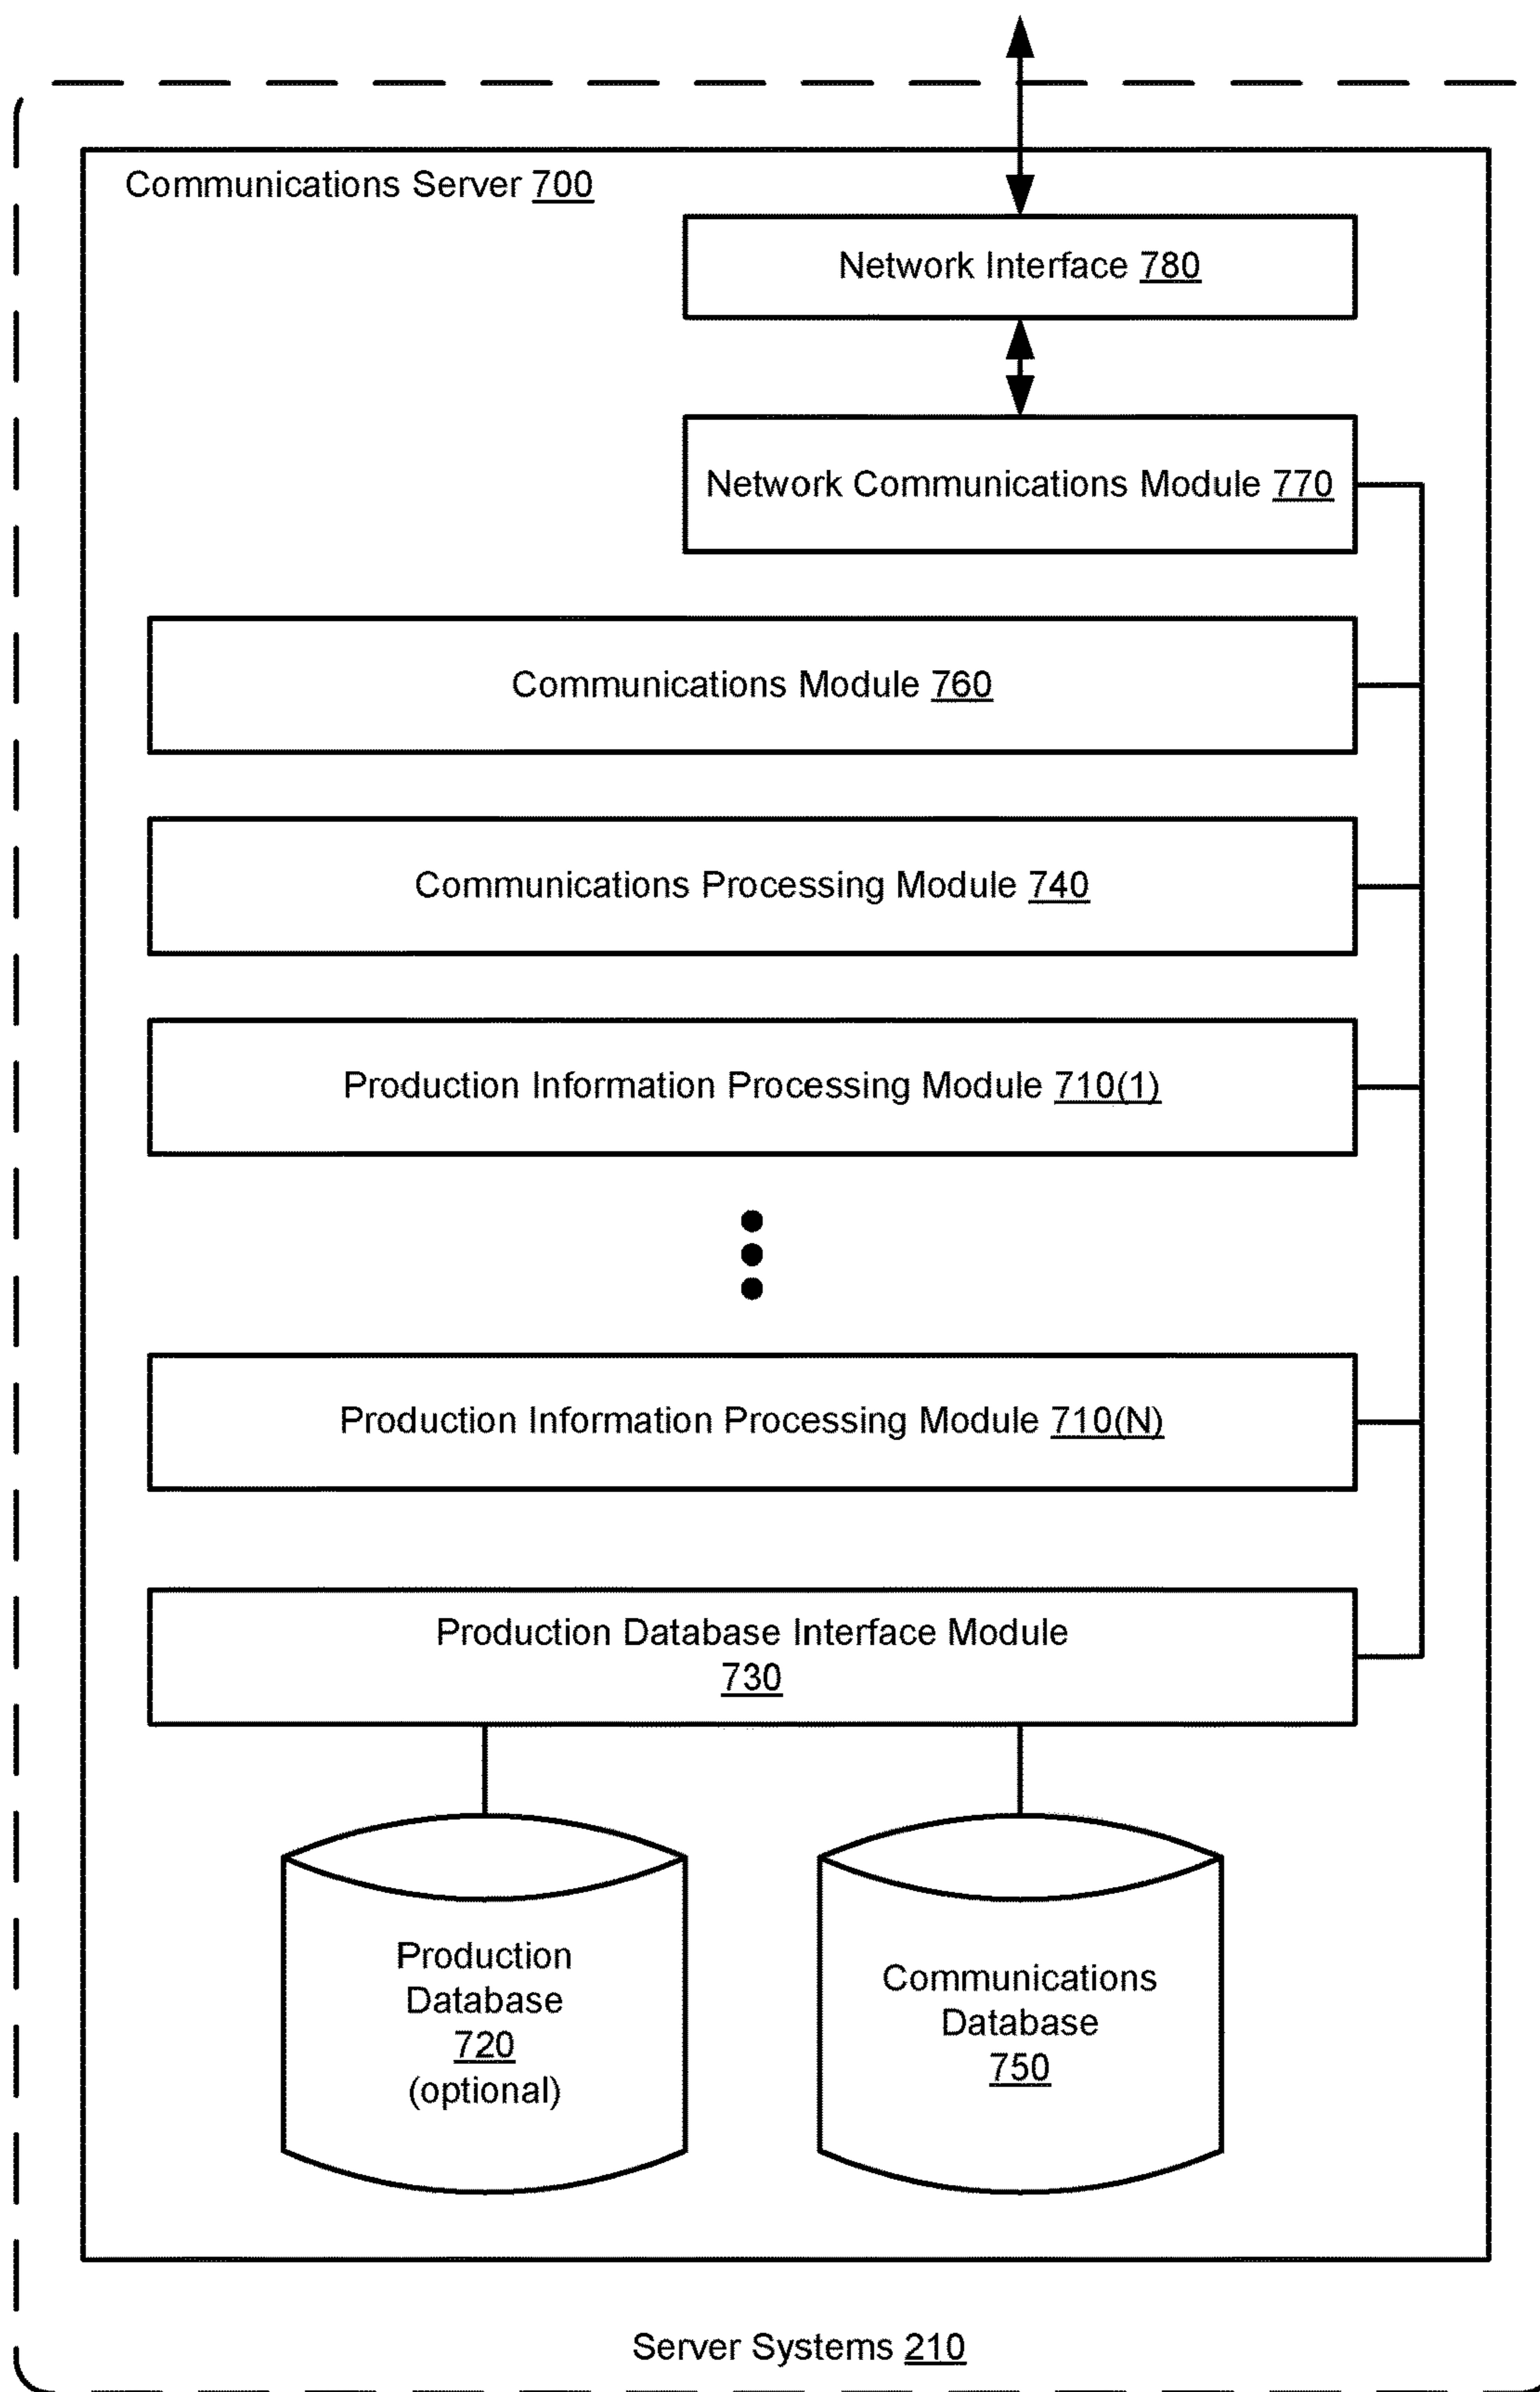 Communications Server 700
Network Interface 780
Network Communications Module 770
Communications Module 760
Communications Processing Module 740
Production Information Processing Module 710(1)
Production Information Processing Module 710(N)
Production Database Interface Module
730
Production
Database
720
(optional)
Communications
Database
750
Server Systems 210